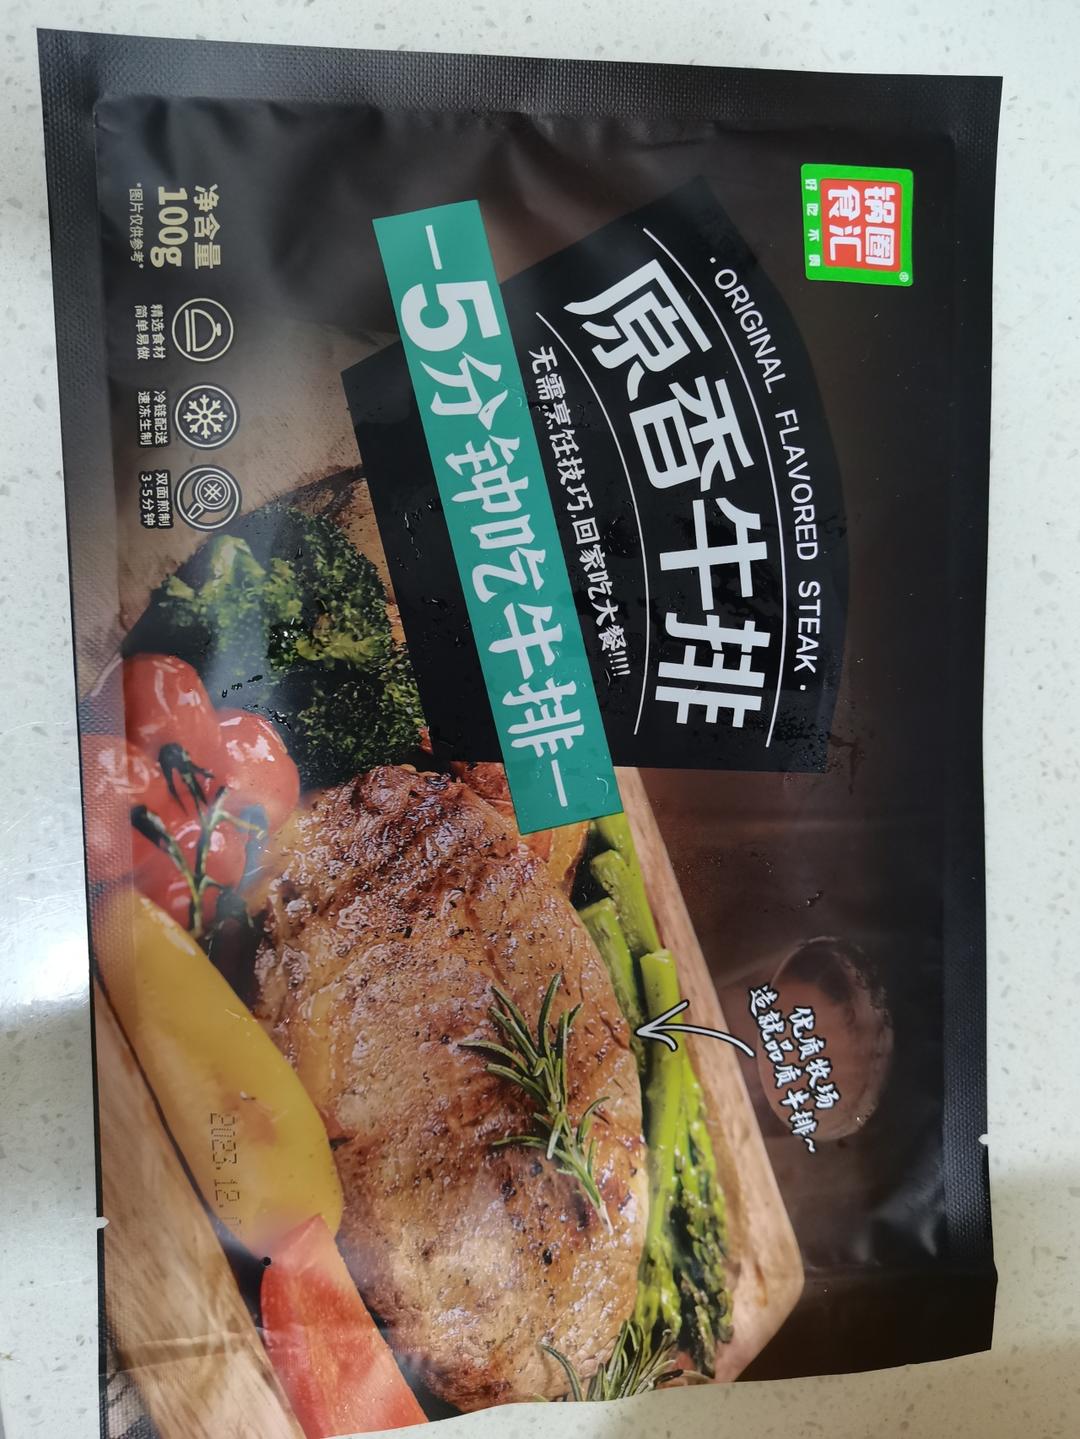 锅圈
食汇
®
好吃不贵
·ORIGINAL FLAVORED STEAK·
原香牛排
无需烹饪技巧,回家吃大餐!!!!
一5分钟吃牛排一
优质牧场
造就品质牛排~
净含量
100g
*图片仅供参考*
精选食材
简单易做
冷链配送
速冻生制
双面煎制
3-5分钟
2023.12.